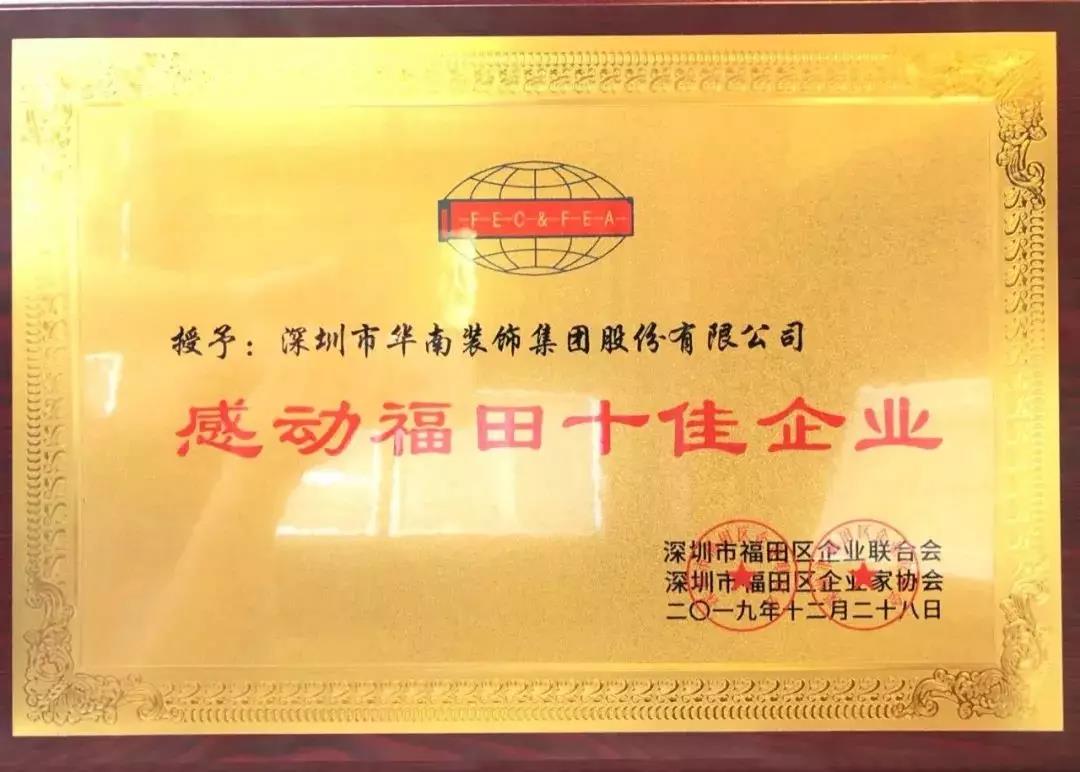 FEC&FEA
授予：深圳市华南装饰集团股份有限公司
感动福田十佳企业
深圳市福田区企业联合会
深圳市福田区企业家协会
二〇一九年十二月二十八日